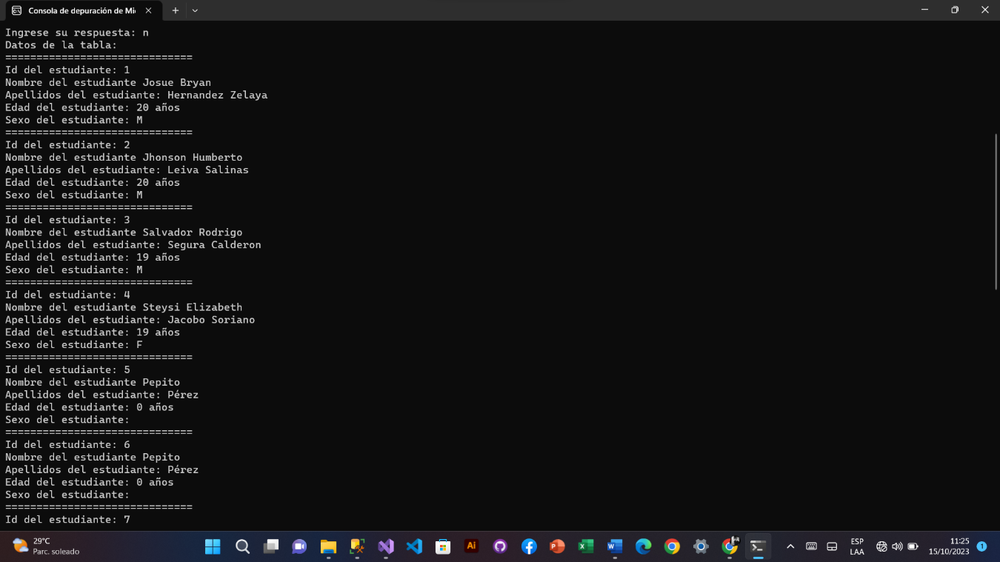 Consola de depuración de Mi
Ingrese su respuesta: n
Datos de la tabla:
==============================
Id del estudiante: 1
Nombre del estudiante Josue Bryan
Apellidos del estudiante: Hernandez Zelaya
Edad del estudiante: 20 años
Sexo del estudiante: M
==============================
Id del estudiante: 2
Nombre del estudiante Jhonson Humberto
Apellidos del estudiante: Leiva Salinas
Edad del estudiante: 20 años
Sexo del estudiante: M
==============================
Id del estudiante: 3
Nombre del estudiante Salvador Rodrigo
Apellidos del estudiante: Segura Calderon
Edad del estudiante: 19 años
Sexo del estudiante: M
==============================
Id del estudiante: 4
Nombre del estudiante Steysi Elizabeth
Apellidos del estudiante: Jacobo Soriano
Edad del estudiante: 19 años
Sexo del estudiante: F
==============================
Id del estudiante: 5
Nombre del estudiante Pepito
Apellidos del estudiante: Pérez
Edad del estudiante: 0 años
Sexo del estudiante:
==============================
Id del estudiante: 6
Nombre del estudiante Pepito
Apellidos del estudiante: Pérez
Edad del estudiante: 0 años
Sexo del estudiante:
==============================
Id del estudiante: 7
29°C
Parc. soleado
Ai
ESP
LAA
11:25
15/10/2023
1